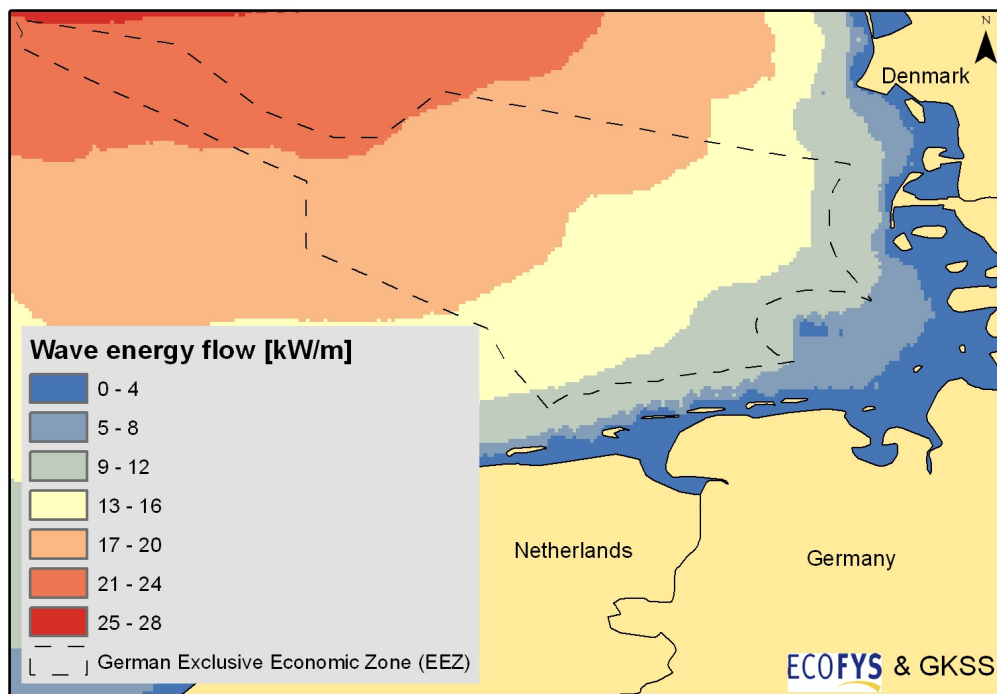 N
Denmark
Wave energy flow [kW/m]
0 - 4
5 - 8
9 - 12
13 - 16
17 - 20
21 - 24
25 - 28
German Exclusive Economic Zone (EEZ)
Netherlands
Germany
ECOFYS & GKSS